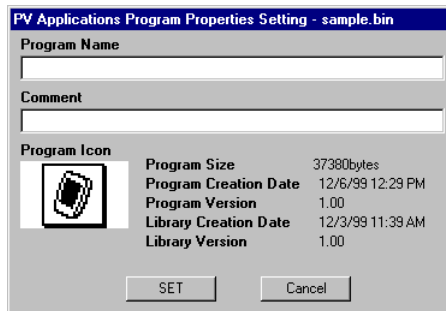 PV Applications Program Properties Setting - sample.bin
Program Name
Comment
Program Icon
Program Size 37380bytes
Program Creation Date 12/6/99 12:29 PM
Program Version 1.00
Library Creation Date 12/3/99 11:39 AM
Library Version 1.00
SET Cancel